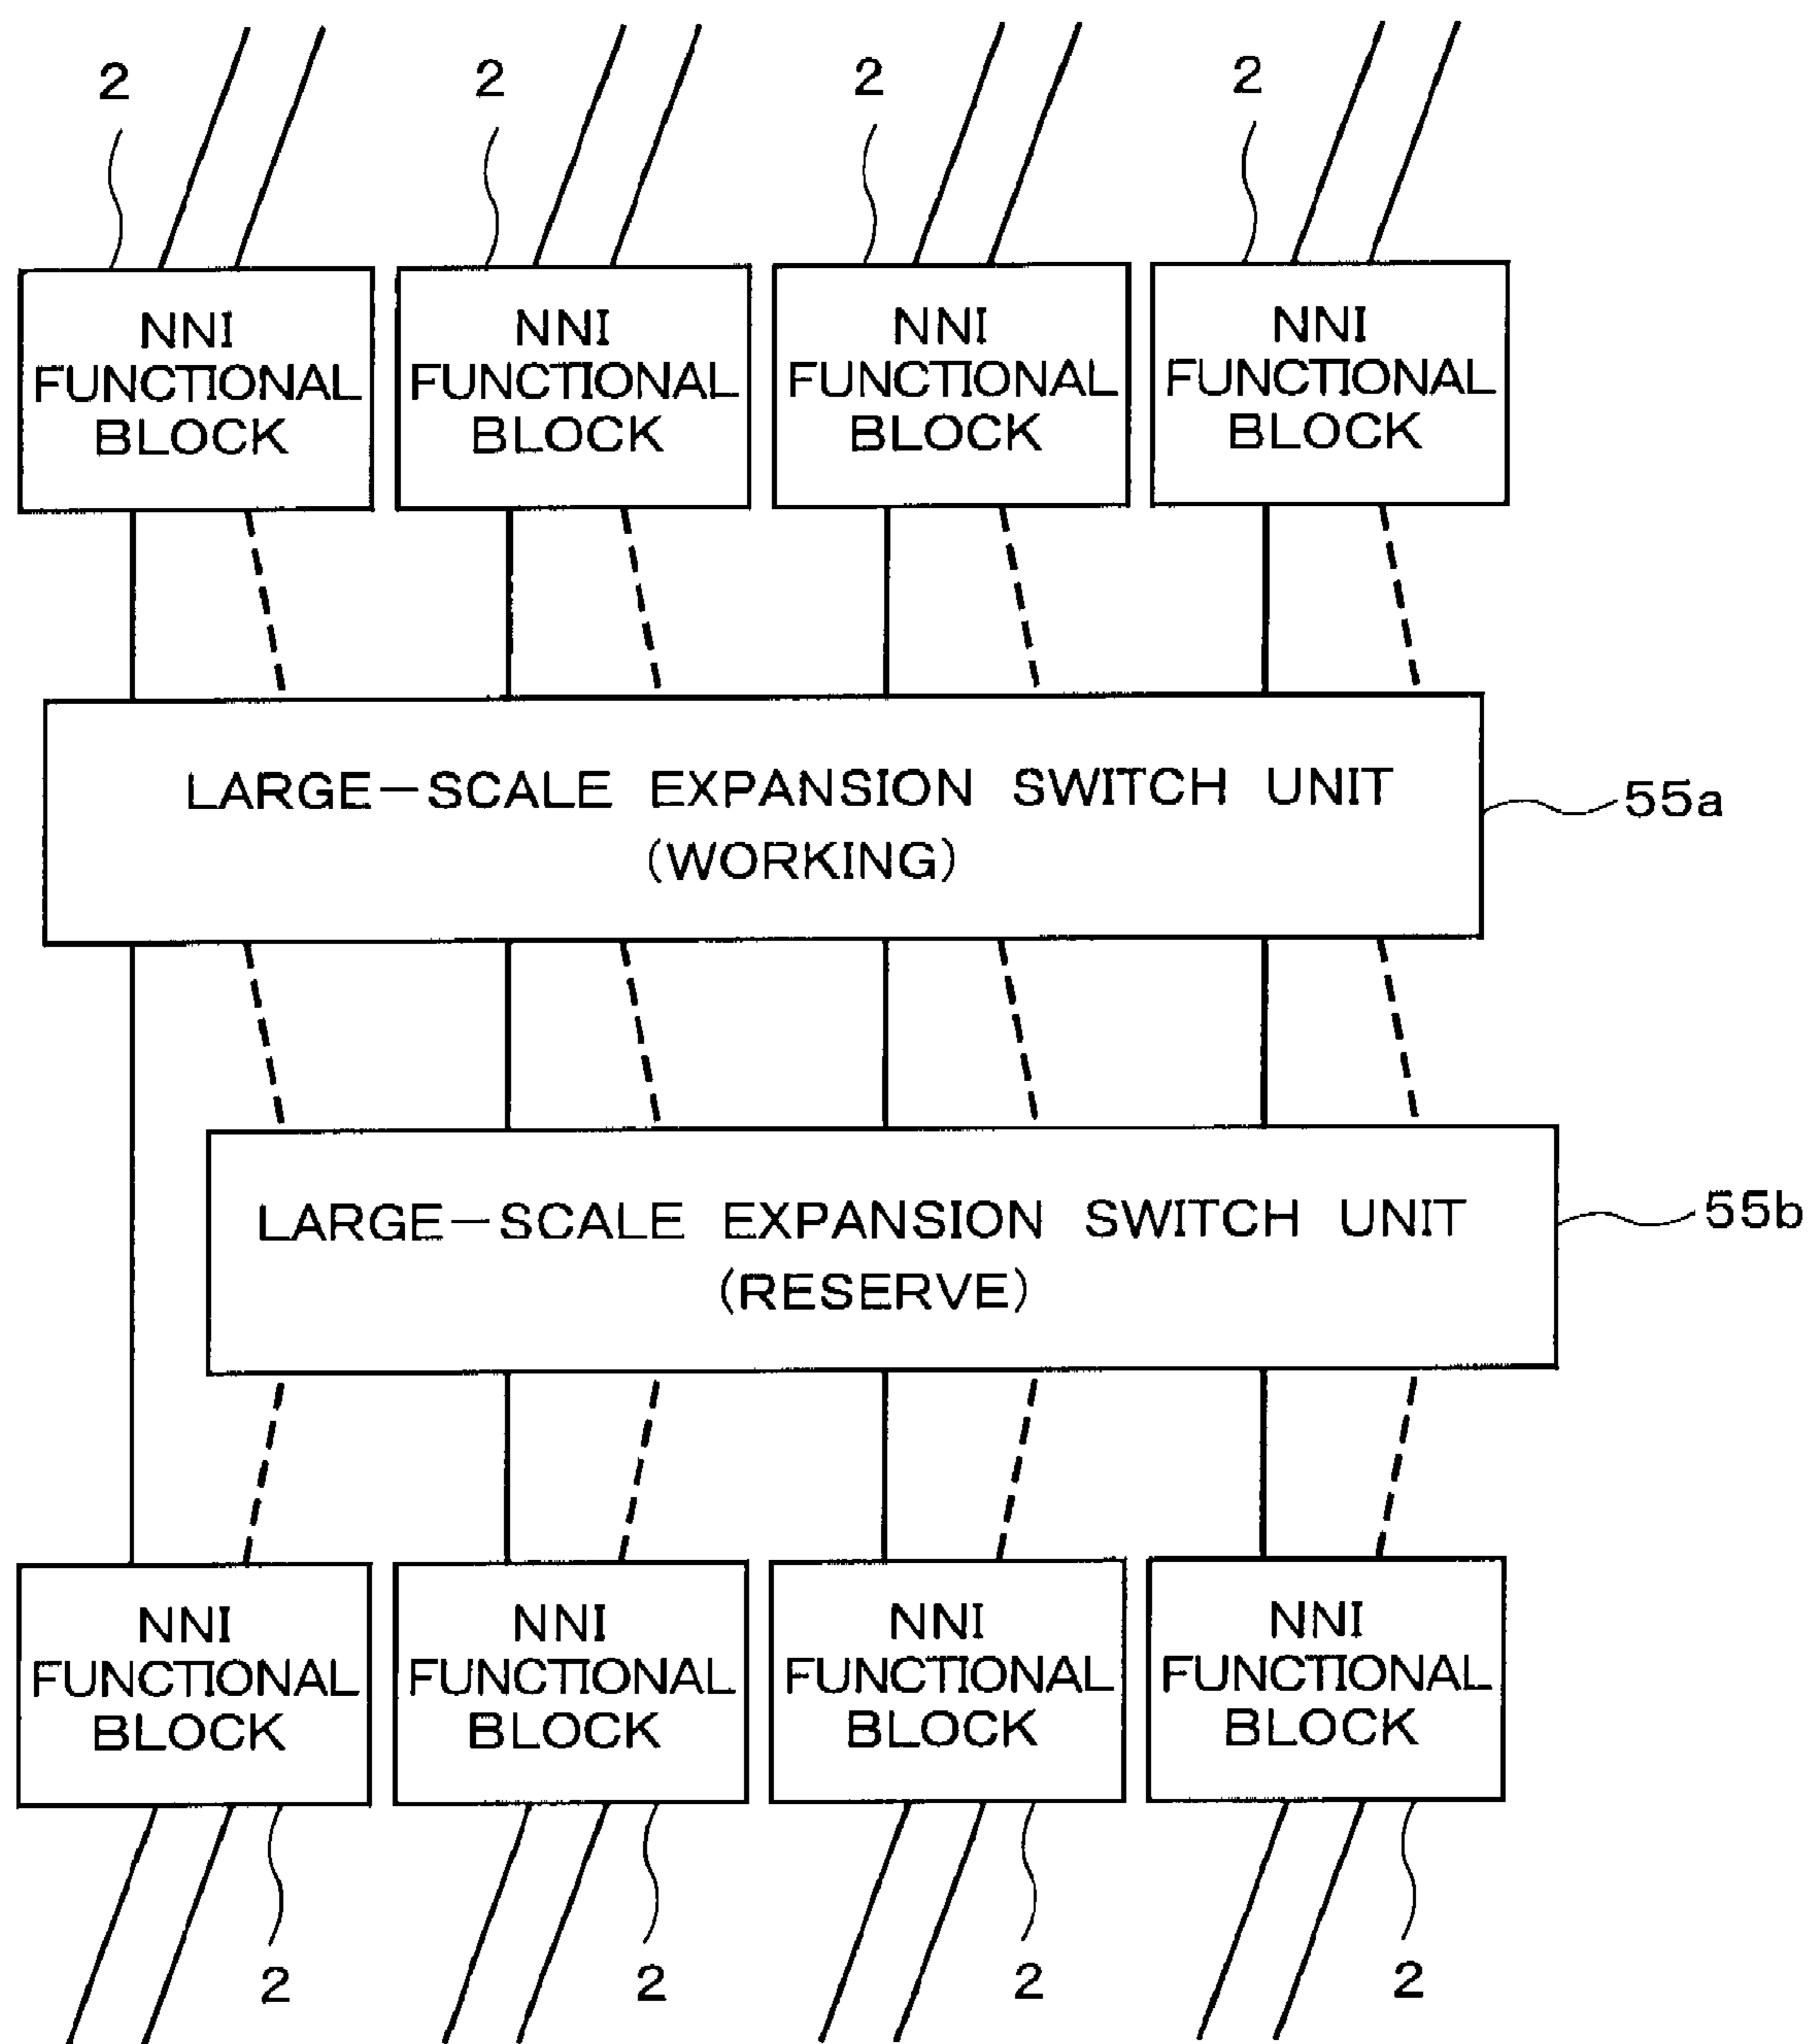 2 2 2 2
NNI FUNCTIONAL BLOCK
NNI FUNCTIONAL BLOCK
NNI FUNCTIONAL BLOCK
NNI FUNCTIONAL BLOCK
LARGE-SCALE EXPANSION SWITCH UNIT
(WORKING)
55a
LARGE-SCALE EXPANSION SWITCH UNIT
(RESERVE)
55b
NNI FUNCTIONAL BLOCK
NNI FUNCTIONAL BLOCK
NNI FUNCTIONAL BLOCK
NNI FUNCTIONAL BLOCK
2 2 2 2